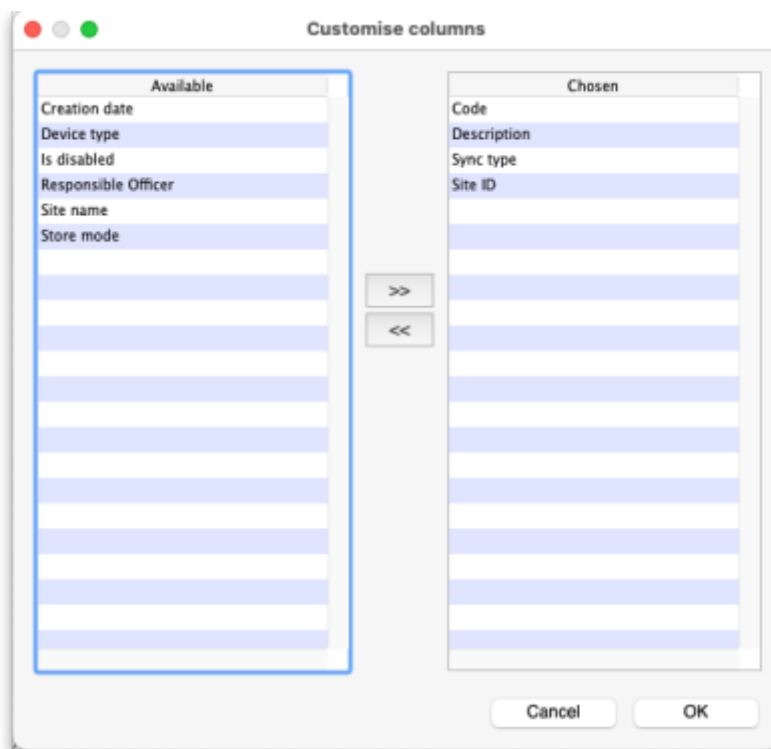 Customise columns
Available
Creation date
Device type
Is disabled
Responsible Officer
Site name
Store mode
>>
<<
Chosen
Code
Description
Sync type
Site ID
Cancel
OK